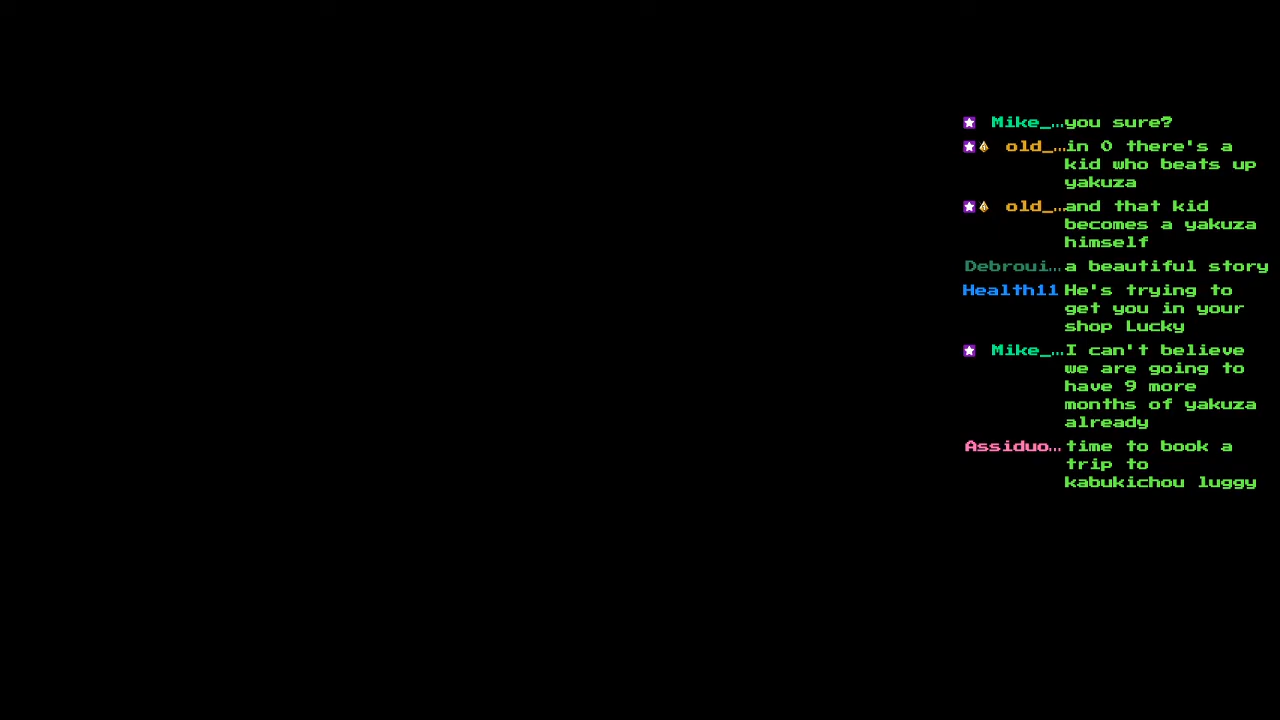 Mike_…you sure?
old_…in 0 there's a
kid who beats up
yakuza
old_…and that kid
becomes a yakuza
himself
Debroui…a beautiful story
Health11 He's trying to
get you in your
shop Lucky
Mike_…I can't believe
we are going to
have 9 more
months of yakuza
already
Assiduo…time to book a
trip to
kabukichou luggy